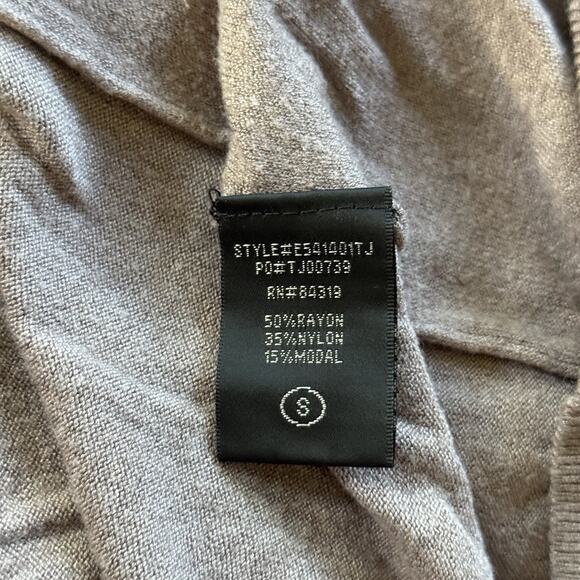 STYLE#E541401TJ
PO#TJ00739
RN#84319
50%RAYON
35%NYLON
15%MODAL
S